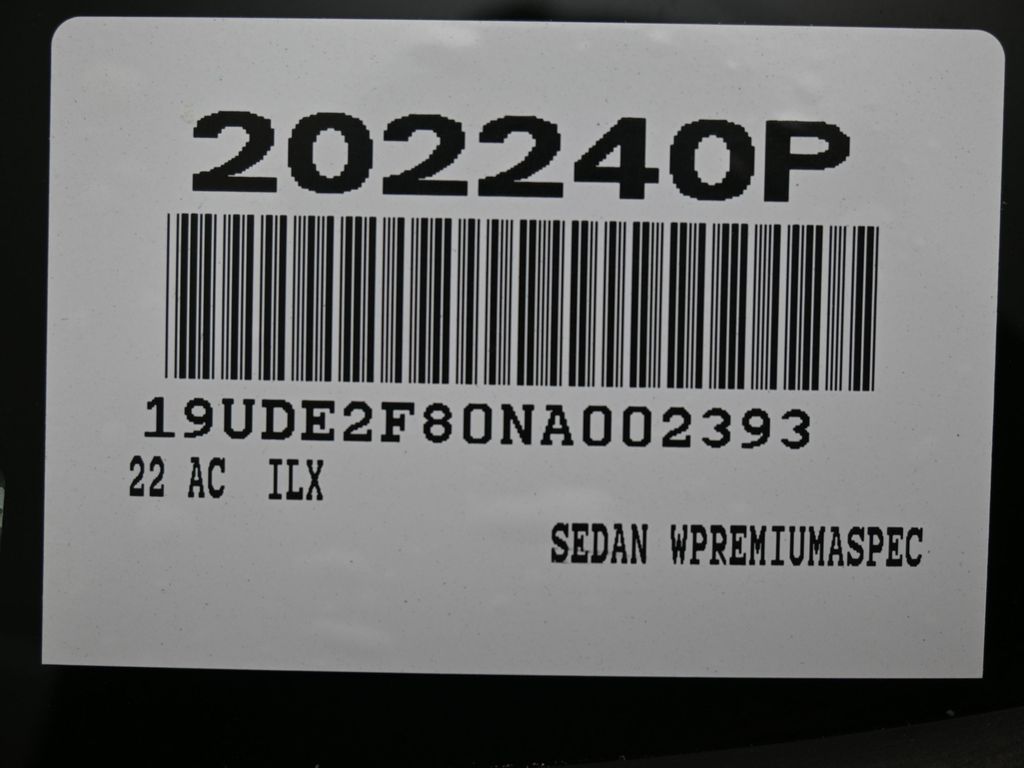 202240P
19UDE2F80NA002393
22 AC ILX
SEDAN WPREMIUMASPEC